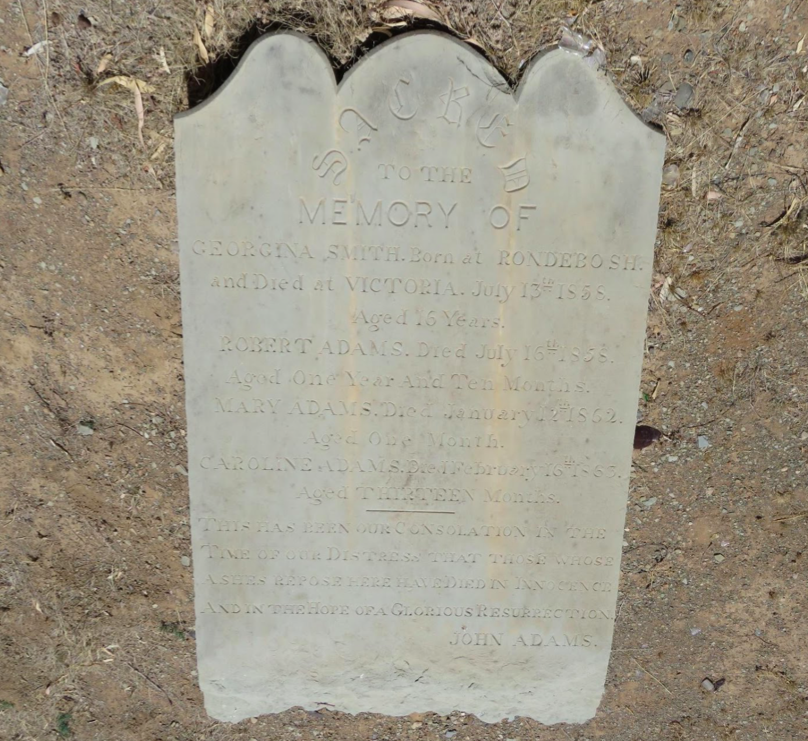 SACRED
TO THE
MEMORY OF
GEORGINA SMITH. Born at RONDEBOSH.
and Died at VICTORIA. July 13th 1858.
Aged 16 Years.
ROBERT ADAMS. Died July 16th 1858.
Aged One Year And Ten Months.
MARY ADAMS. Died January 12th 1862.
Aged One Month.
CAROLINE ADAMS. Died February 16th 1863.
Aged THIRTEEN Months.
THIS HAS BEEN OUR CONSOLATION IN THE
TIME OF OUR DISTRESS THAT THOSE WHOSE
ASHES REPOSE HERE HAVE DIED IN INNOCENCE
AND IN THE HOPE OF A GLORIOUS RESURRECTION.
JOHN ADAMS.